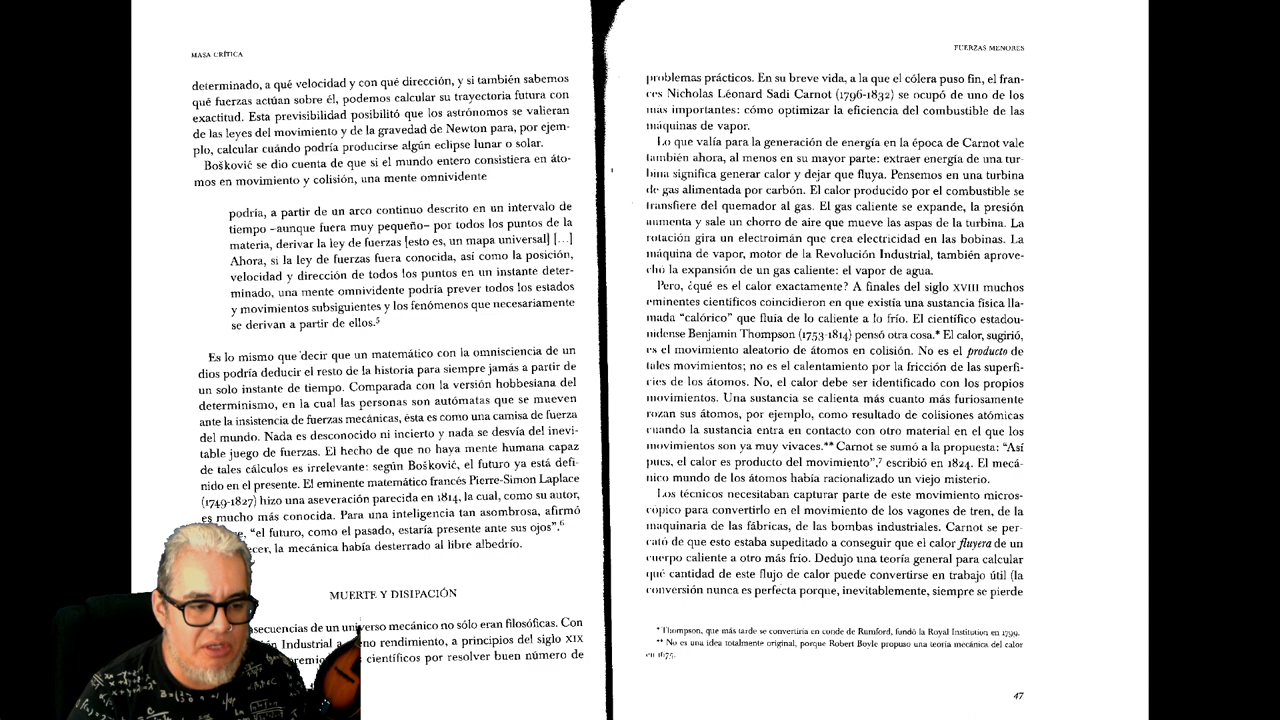 MASA CRÍTICA
determinado, a qué velocidad y con qué dirección, y si también sabemos
qué fuerzas actúan sobre él, podemos calcular su trayectoria futura con
exactitud. Esta previsibilidad posibilitó que los astrónomos se valieran
de las leyes del movimiento y de la gravedad de Newton para, por ejem-
plo, calcular cuándo podría producirse algún eclipse lunar o solar.
Bošković se dio cuenta de que si el mundo entero consistiera en áto-
mos en movimiento y colisión, una mente omnividente
podría, a partir de un arco continuo descrito en un intervalo de
tiempo –aunque fuera muy pequeño– por todos los puntos de la
materia, derivar la ley de fuerzas [esto es, un mapa universal] [...]
Ahora, si la ley de fuerzas fuera conocida, así como la posición,
velocidad y dirección de todos los puntos en un instante deter-
minado, una mente omnividente podría prever todos los estados
y movimientos subsiguientes y los fenómenos que necesariamente
se derivan a partir de ellos.⁵
Es lo mismo que decir que un matemático con la omnisciencia de un
dios podría deducir el resto de la historia para siempre jamás a partir de
un solo instante de tiempo. Comparada con la versión hobbesiana del
determinismo, en la cual las personas son autómatas que se mueven
ante la insistencia de fuerzas mecánicas, ésta es como una camisa de fuerza
del mundo. Nada es desconocido ni incierto y nada se desvía del inevi-
table juego de fuerzas. El hecho de que no haya mente humana capaz
de tales cálculos es irrelevante: según Bošković, el futuro ya está defi-
nido en el presente. El eminente matemático francés Pierre-Simon Laplace
(1749-1827) hizo una aseveración parecida en 1814, la cual, como su autor,
es mucho más conocida. Para una inteligencia tan asombrosa, afirmó
"el futuro, como el pasado, estaría presente ante sus ojos".⁶
la mecánica había desterrado al libre albedrío.
MUERTE Y DISIPACIÓN
de un universo mecánico no sólo eran filosóficas. Con
Industrial a pleno rendimiento, a principios del siglo XIX
científicos por resolver buen número de
FUERZAS MENORES
problemas prácticos. En su breve vida, a la que el cólera puso fin, el fran-
cés Nicholas Léonard Sadi Carnot (1796-1832) se ocupó de uno de los
más importantes: cómo optimizar la eficiencia del combustible de las
máquinas de vapor.
Lo que valía para la generación de energía en la época de Carnot vale
también ahora, al menos en su mayor parte: extraer energía de una tur-
bina significa generar calor y dejar que fluya. Pensemos en una turbina
de gas alimentada por carbón. El calor producido por el combustible se
transfiere del quemador al gas. El gas caliente se expande, la presión
aumenta y sale un chorro de aire que mueve las aspas de la turbina. La
rotación gira un electroimán que crea electricidad en las bobinas. La
máquina de vapor, motor de la Revolución Industrial, también aprove-
chó la expansión de un gas caliente: el vapor de agua.
Pero, ¿qué es el calor exactamente? A finales del siglo XVIII muchos
eminentes científicos coincidieron en que existía una sustancia física lla-
mada "calórico" que fluía de lo caliente a lo frío. El científico estadou-
nidense Benjamin Thompson (1753-1814) pensó otra cosa.* El calor, sugirió,
es el movimiento aleatorio de átomos en colisión. No es el producto de
tales movimientos; no es el calentamiento por la fricción de las superfi-
cies de los átomos. No, el calor debe ser identificado con los propios
movimientos. Una sustancia se calienta más cuanto más furiosamente
rozan sus átomos, por ejemplo, como resultado de colisiones atómicas
cuando la sustancia entra en contacto con otro material en el que los
movimientos son ya muy vivaces.** Carnot se sumó a la propuesta: "Así
pues, el calor es producto del movimiento",⁷ escribió en 1824. El mecá-
nico mundo de los átomos había racionalizado un viejo misterio.
Los técnicos necesitaban capturar parte de este movimiento micros-
cópico para convertirlo en el movimiento de los vagones de tren, de la
maquinaria de las fábricas, de las bombas industriales. Carnot se per-
cató de que esto estaba supeditado a conseguir que el calor fluyera de un
cuerpo caliente a otro más frío. Dedujo una teoría general para calcular
qué cantidad de este flujo de calor puede convertirse en trabajo útil (la
conversión nunca es perfecta porque, inevitablemente, siempre se pierde
* Thompson, que más tarde se convertiría en conde de Rumford, fundó la Royal Institution en 1799.
** No es una idea totalmente original, porque Robert Boyle propuso una teoría mecánica del calor
en 1675.
47